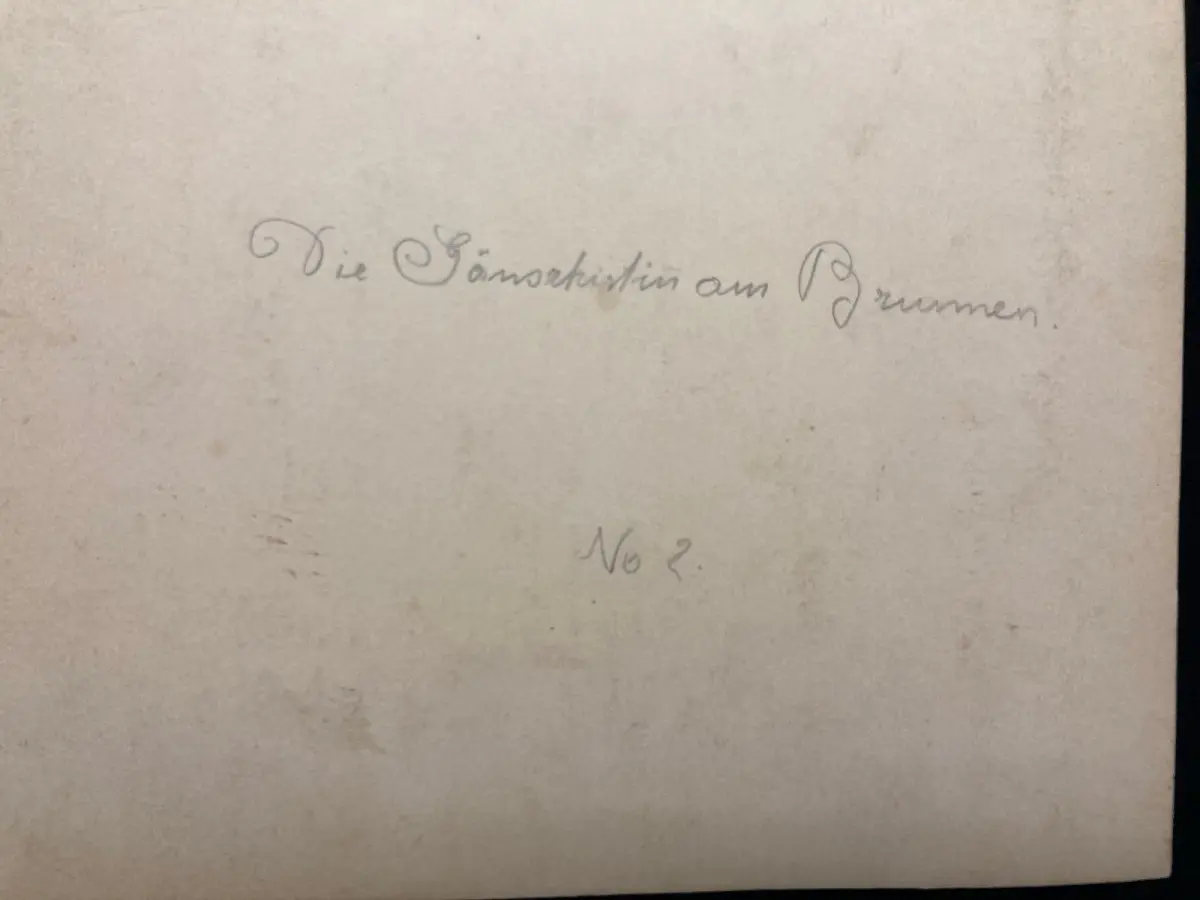 Die Gänsehirtin am Brunnen.
No 2.